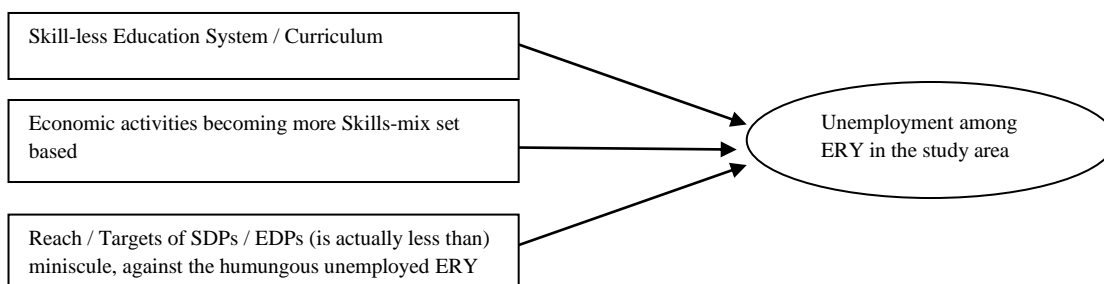 Skill-less Education System / Curriculum
Economic activities becoming more Skills-mix set
based
Reach / Targets of SDPs / EDPs (is actually less than)
miniscule, against the humungous unemployed ERY
Unemployment among
ERY in the study area